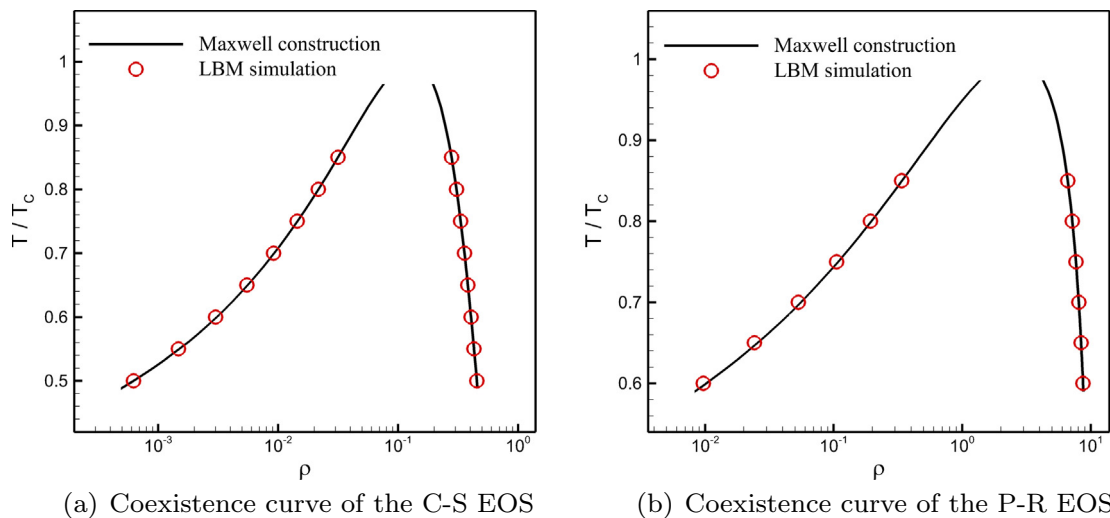 Maxwell construction
LBM simulation
1
0.9
0.8
0.7
0.6
0.5
T / T_C
10^-3
10^-2
10^-1
10^0
ρ
(a) Coexistence curve of the C-S EOS
Maxwell construction
LBM simulation
1
0.9
0.8
0.7
0.6
T / T_C
10^-2
10^-1
10^0
10^1
ρ
(b) Coexistence curve of the P-R EOS